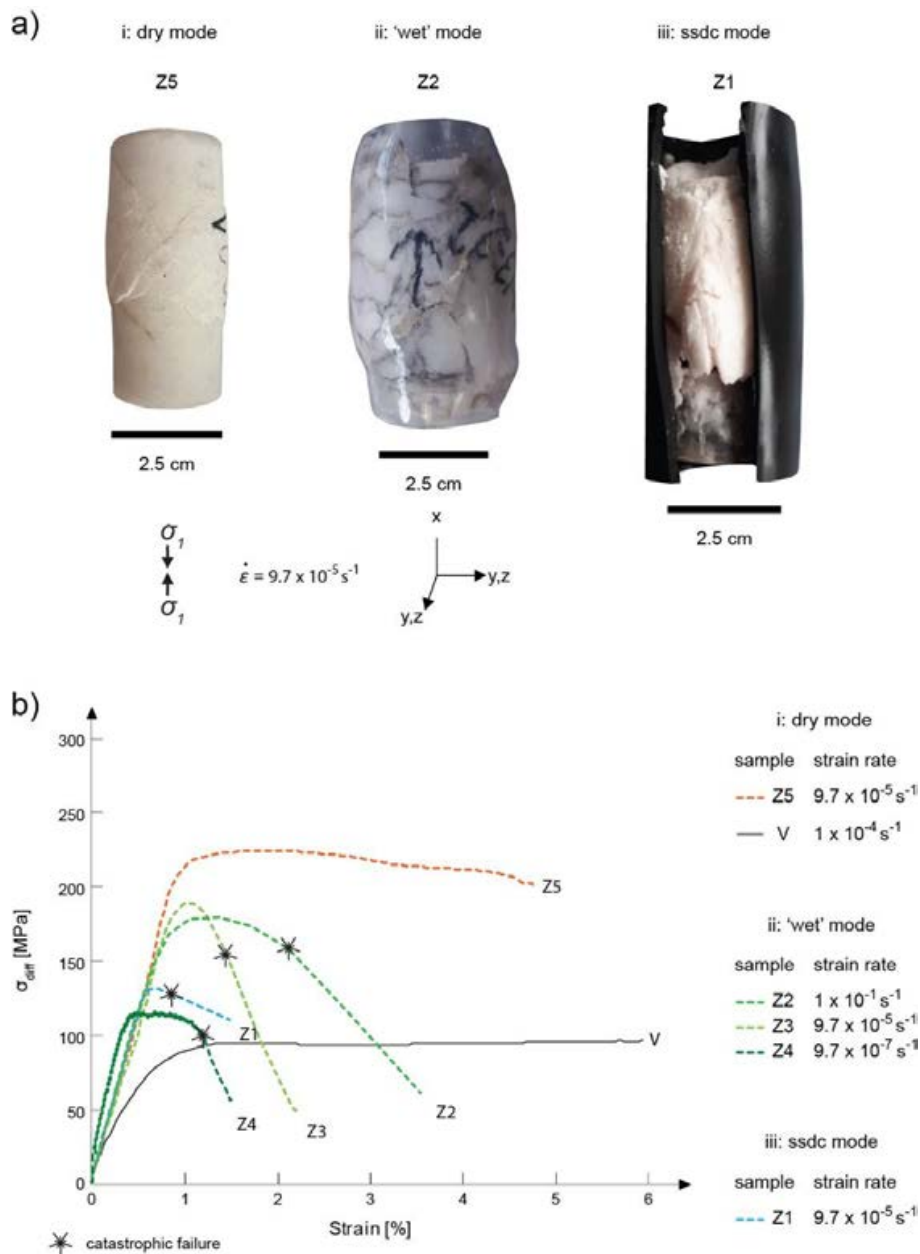 a)
i: dry mode
ii: 'wet' mode
iii: ssdc mode
Z5
Z2
Z1
2.5 cm
2.5 cm
2.5 cm
σ1
σ1
ε̇ = 9.7 x 10⁻⁵ s⁻¹
x
y,z
y,z
b)
σdiff [MPa]
300
250
200
150
100
50
0
0 1 2 3 4 5 6
Strain [%]
Z5
V
Z1
Z2
Z3
Z4
catastrophic failure
i: dry mode
sample strain rate
Z5 9.7 x 10⁻⁵ s⁻¹
V 1 x 10⁻⁴ s⁻¹
ii: 'wet' mode
sample strain rate
Z2 1 x 10⁻¹ s⁻¹
Z3 9.7 x 10⁻⁵ s⁻¹
Z4 9.7 x 10⁻⁷ s⁻¹
iii: ssdc mode
sample strain rate
Z1 9.7 x 10⁻⁵ s⁻¹